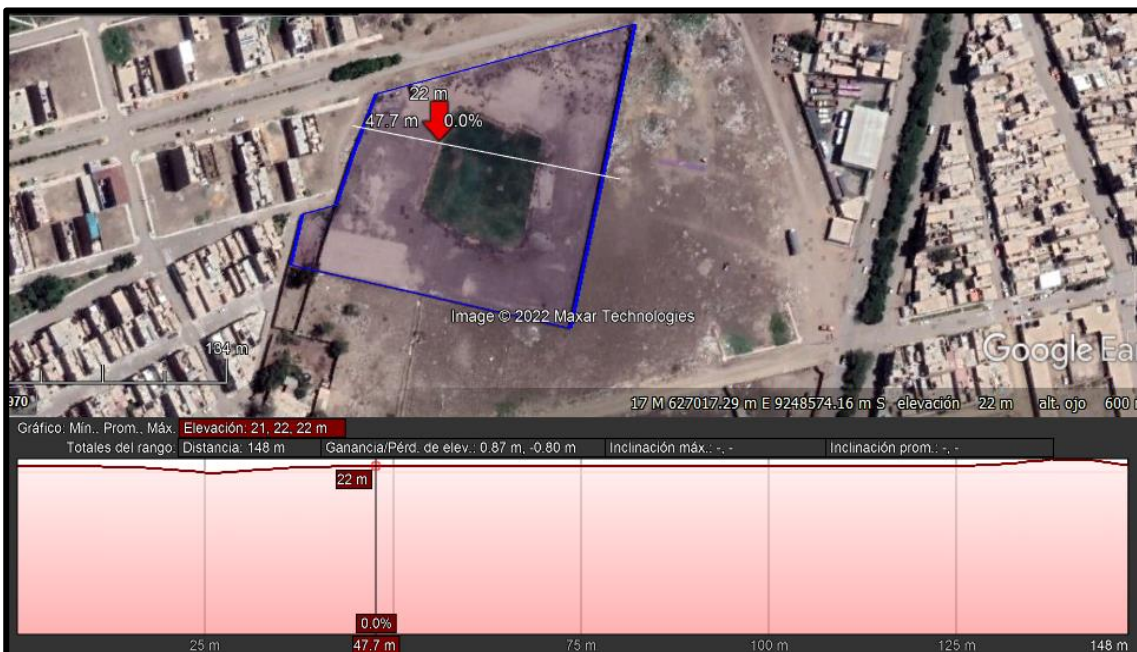 22 m
47.7 m 0.0%
Image © 2022 Maxar Technologies
134 m
Google Ea
970
17 M 627017.29 m E 9248574.16 m S elevación 22 m alt. ojo 600 m
Gráfico: Mín., Prom., Máx. Elevación: 21, 22, 22 m
Totales del rango: Distancia: 148 m Ganancia/Pérd. de elev.: 0.87 m, -0.80 m Inclinación máx.: -, - Inclinación prom.: -, -
22 m
0.0%
25 m 47.7 m 75 m 100 m 125 m 148 m